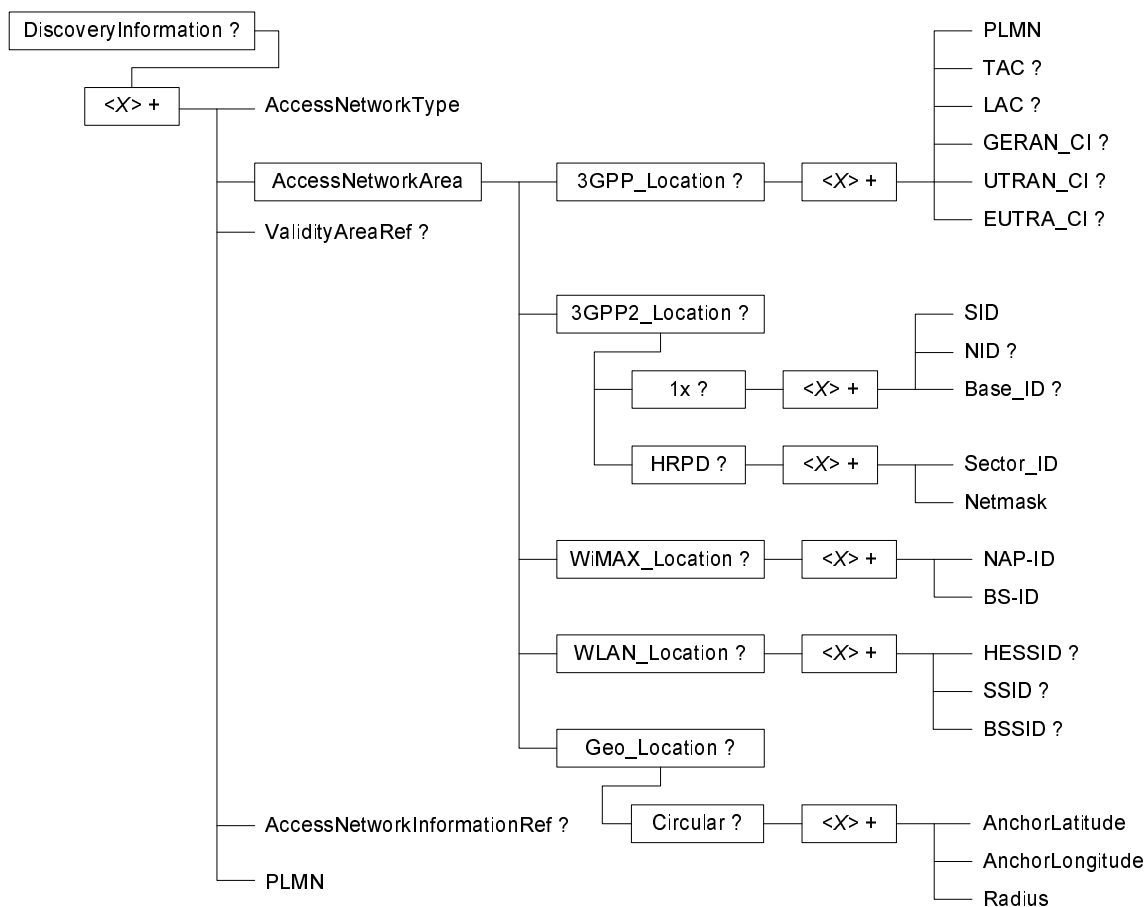 DiscoveryInformation ?
<X> +
AccessNetworkType
AccessNetworkArea
3GPP_Location ?
<X> +
PLMN
TAC ?
LAC ?
GERAN_CI ?
UTRAN_CI ?
EUTRA_CI ?
ValidityAreaRef ?
3GPP2_Location ?
1x ?
<X> +
SID
NID ?
Base_ID ?
HRPD ?
<X> +
Sector_ID
Netmask
WiMAX_Location ?
<X> +
NAP-ID
BS-ID
WLAN_Location ?
<X> +
HESSID ?
SSID ?
BSSID ?
Geo_Location ?
Circular ?
<X> +
AnchorLatitude
AnchorLongitude
Radius
AccessNetworkInformationRef ?
PLMN